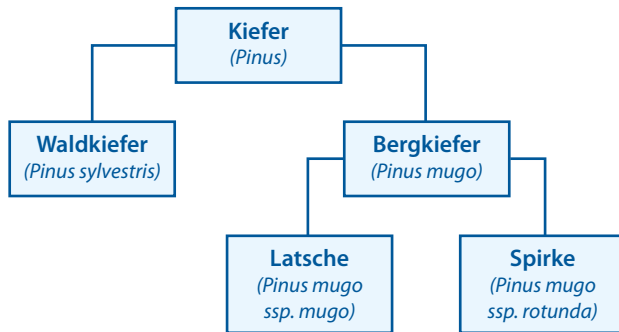 Kiefer
(Pinus)
Waldkiefer
(Pinus sylvestris)
Bergkiefer
(Pinus mugo)
Latsche
(Pinus mugo
ssp. mugo)
Spirke
(Pinus mugo
ssp. rotunda)